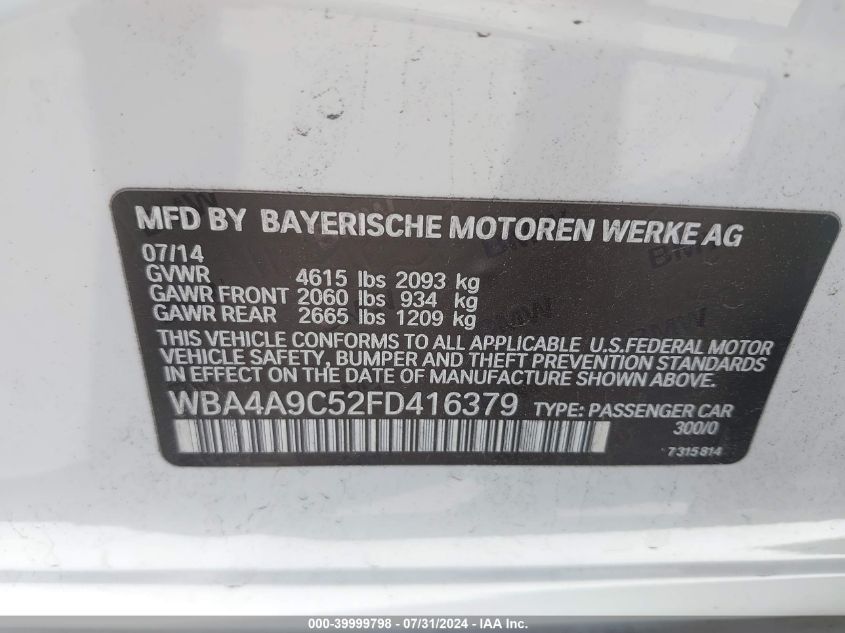 MFD BY BAYERISCHE MOTOREN WERKE AG
07/14
GVWR 4615 lbs 2093 kg
GAWR FRONT 2060 lbs 934 kg
GAWR REAR 2665 lbs 1209 kg
THIS VEHICLE CONFORMS TO ALL APPLICABLE U.S.FEDERAL MOTOR
VEHICLE SAFETY, BUMPER AND THEFT PREVENTION STANDARDS
IN EFFECT ON THE DATE OF MANUFACTURE SHOWN ABOVE.
WBA4A9C52FD416379 TYPE: PASSENGER CAR
300/0
7315814
000-39999798 - 07/31/2024 - IAA Inc.